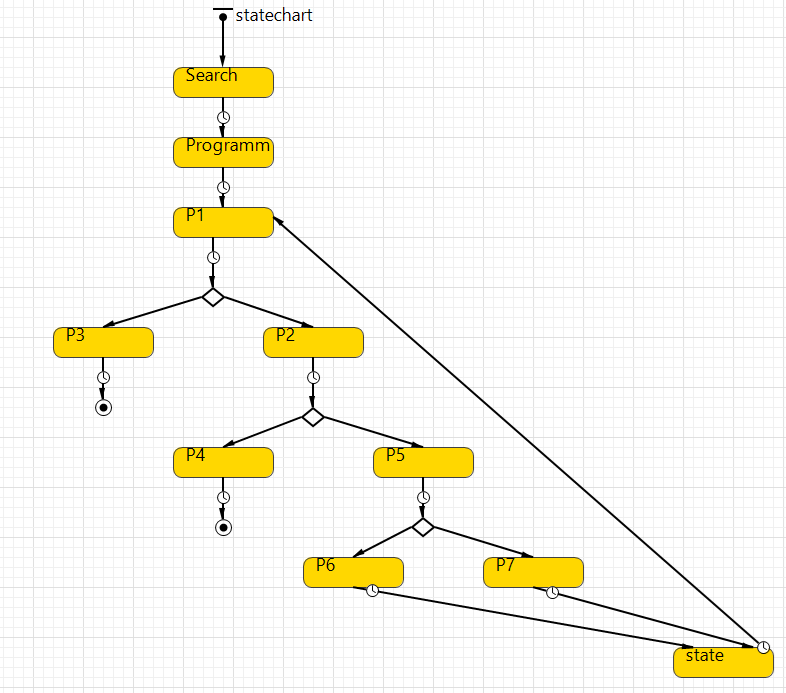 statechart
Search
Programm
P1
P3
P2
P4
P5
P6
P7
state